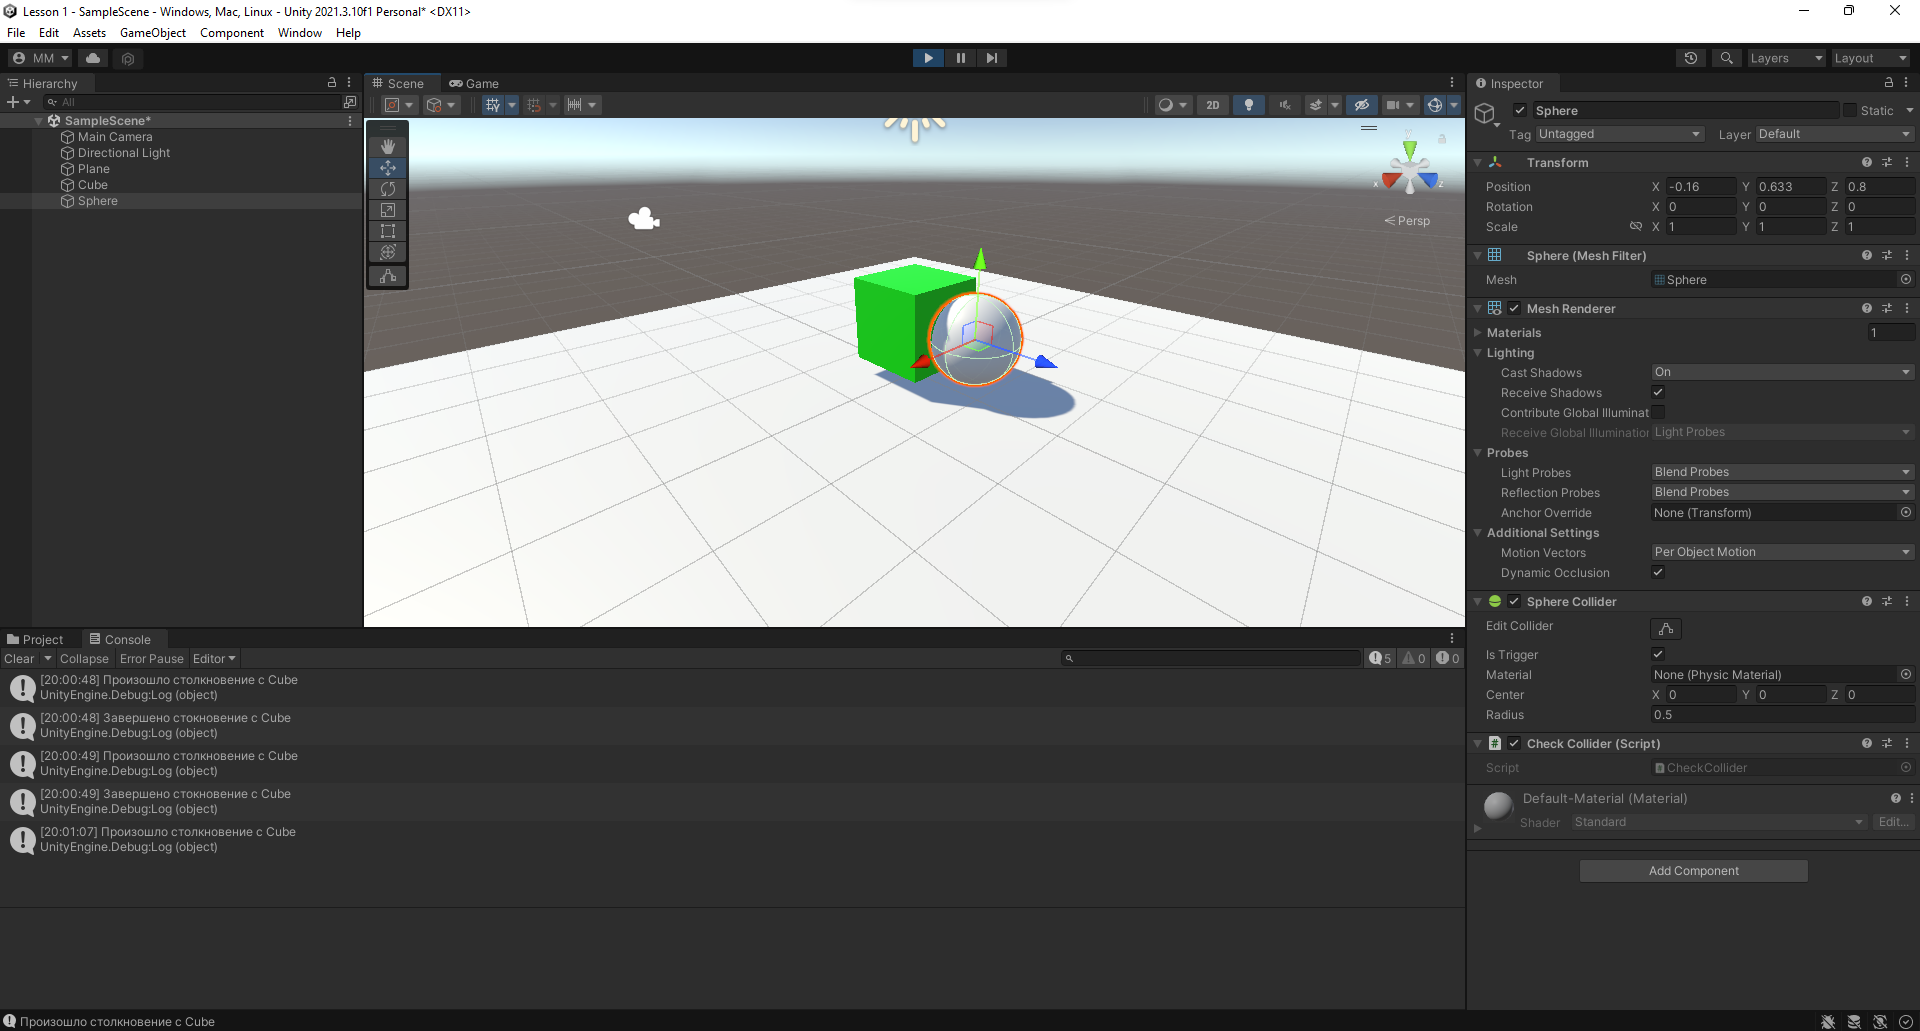 Lesson 1 - SampleScene - Windows, Mac, Linux - Unity 2021.3.10f1 Personal* <DX11>
File Edit Assets GameObject Component Window Help
MM Layers Layout
Hierarchy
All
SampleScene*
Main Camera
Directional Light
Plane
Cube
Sphere
Scene Game
2D
y
x
z
Persp
Project Console
Clear Collapse Error Pause Editor 5 0 0
[20:00:48] Произошло столкновение с Cube
UnityEngine.Debug:Log (object)
[20:00:48] Завершено стокновение с Cube
UnityEngine.Debug:Log (object)
[20:00:49] Произошло столкновение с Cube
UnityEngine.Debug:Log (object)
[20:00:49] Завершено стокновение с Cube
UnityEngine.Debug:Log (object)
[20:01:07] Произошло столкновение с Cube
UnityEngine.Debug:Log (object)
Inspector
Sphere Static
Tag Untagged Layer Default
Transform
Position X -0.16 Y 0.633 Z 0.8
Rotation X 0 Y 0 Z 0
Scale X 1 Y 1 Z 1
Sphere (Mesh Filter)
Mesh Sphere
Mesh Renderer
Materials 1
Lighting
Cast Shadows On
Receive Shadows
Contribute Global Illuminat
Receive Global Illumination Light Probes
Probes
Light Probes Blend Probes
Reflection Probes Blend Probes
Anchor Override None (Transform)
Additional Settings
Motion Vectors Per Object Motion
Dynamic Occlusion
Sphere Collider
Edit Collider
Is Trigger
Material None (Physic Material)
Center X 0 Y 0 Z 0
Radius 0.5
# Check Collider (Script)
Script CheckCollider
Default-Material (Material)
Shader Standard Edit...
Add Component
Произошло столкновение с Cube